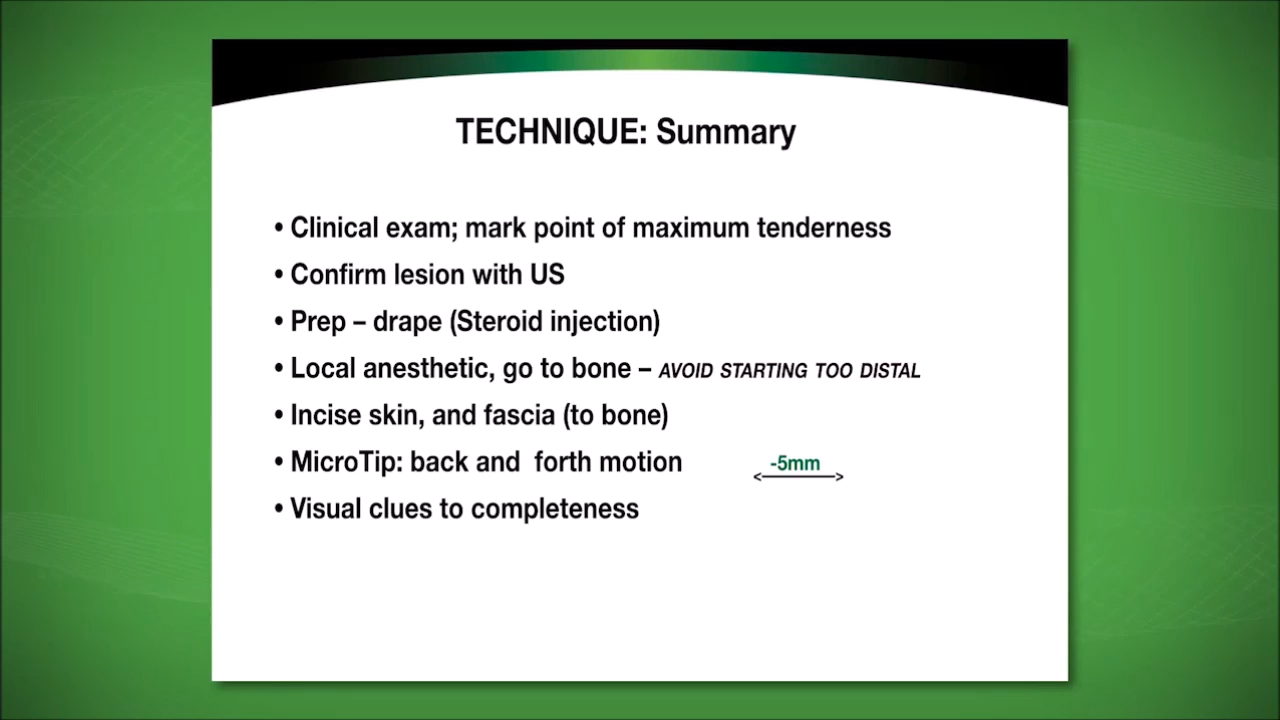 TECHNIQUE: Summary
• Clinical exam; mark point of maximum tenderness
• Confirm lesion with US
• Prep – drape (Steroid injection)
• Local anesthetic, go to bone – AVOID STARTING TOO DISTAL
• Incise skin, and fascia (to bone)
• MicroTip: back and forth motion -5mm
• Visual clues to completeness